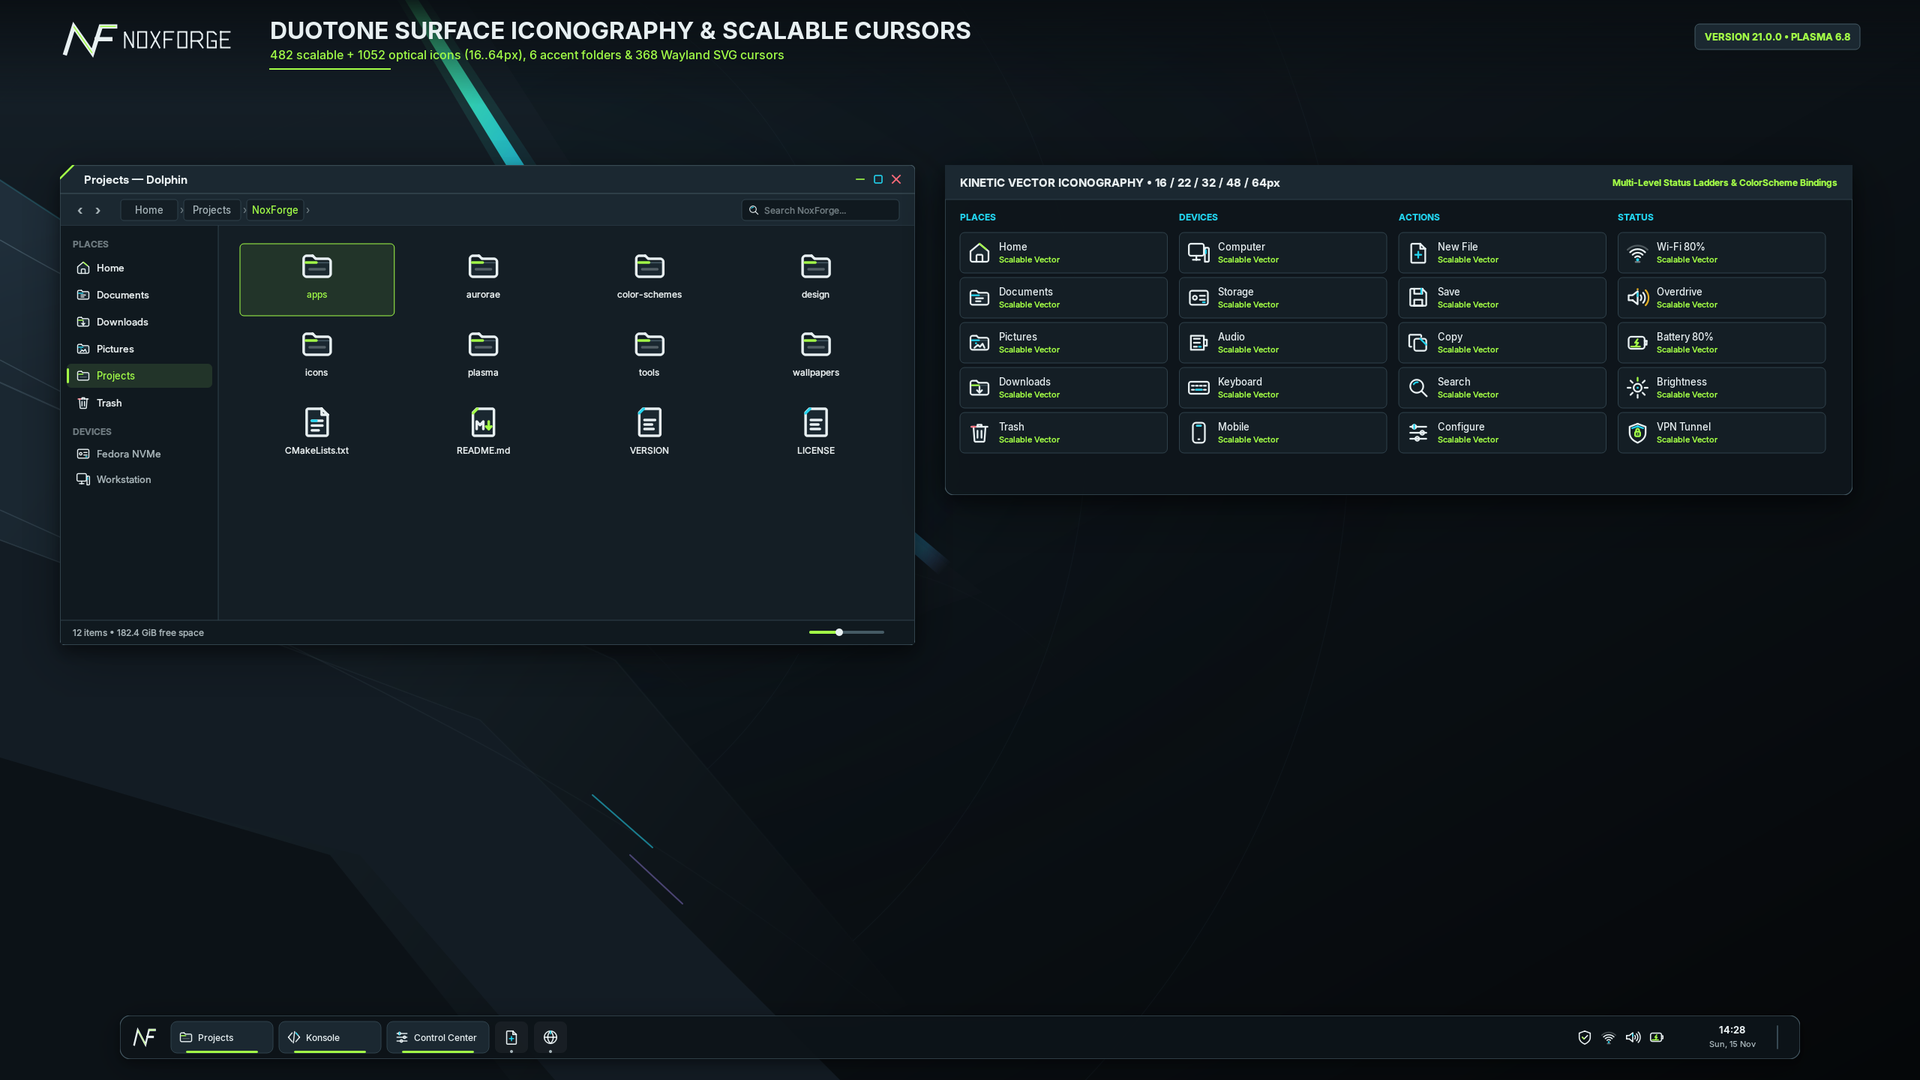 NOXFORGE
DUOTONE SURFACE ICONOGRAPHY & SCALABLE CURSORS
482 scalable + 1052 optical icons (16..64px), 6 accent folders & 368 Wayland SVG cursors
VERSION 21.0.0 • PLASMA 6.8
Projects — Dolphin
Home
Projects
NoxForge
Search NoxForge...
PLACES
Home
Documents
Downloads
Pictures
Projects
Trash
DEVICES
Fedora NVMe
Workstation
apps
aurorae
color-schemes
design
icons
plasma
tools
wallpapers
CMakeLists.txt
README.md
VERSION
LICENSE
12 items • 182.4 GiB free space
KINETIC VECTOR ICONOGRAPHY • 16 / 22 / 32 / 48 / 64px
Multi-Level Status Ladders & ColorScheme Bindings
PLACES
Home
Scalable Vector
Documents
Scalable Vector
Pictures
Scalable Vector
Downloads
Scalable Vector
Trash
Scalable Vector
DEVICES
Computer
Scalable Vector
Storage
Scalable Vector
Audio
Scalable Vector
Keyboard
Scalable Vector
Mobile
Scalable Vector
ACTIONS
New File
Scalable Vector
Save
Scalable Vector
Copy
Scalable Vector
Search
Scalable Vector
Configure
Scalable Vector
STATUS
Wi-Fi 80%
Scalable Vector
Overdrive
Scalable Vector
Battery 80%
Scalable Vector
Brightness
Scalable Vector
VPN Tunnel
Scalable Vector
Projects
Konsole
Control Center
14:28
Sun, 15 Nov